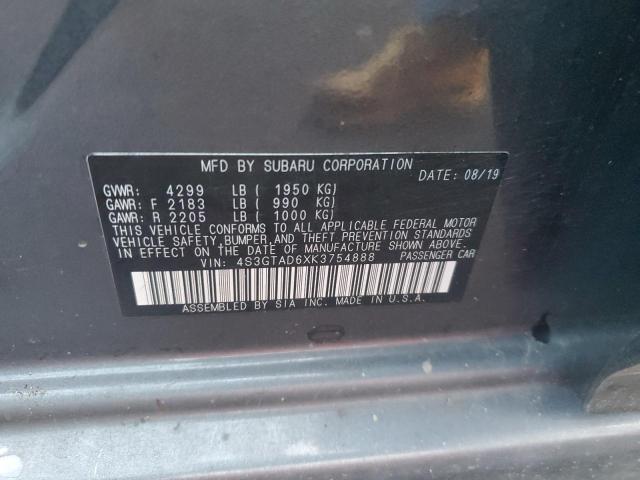 MFD BY SUBARU CORPORATION
DATE: 08/19
GVWR: 4299 LB ( 1950 KG)
GAWR: F 2183 LB ( 990 KG)
GAWR: R 2205 LB ( 1000 KG)
THIS VEHICLE CONFORMS TO ALL APPLICABLE FEDERAL MOTOR
VEHICLE SAFETY, BUMPER, AND THEFT PREVENTION STANDARDS
IN EFFECT ON THE DATE OF MANUFACTURE SHOWN ABOVE.
VIN: 4S3GTAD6XK3754888 PASSENGER CAR
ASSEMBLED BY SIA INC. MADE IN U.S.A.